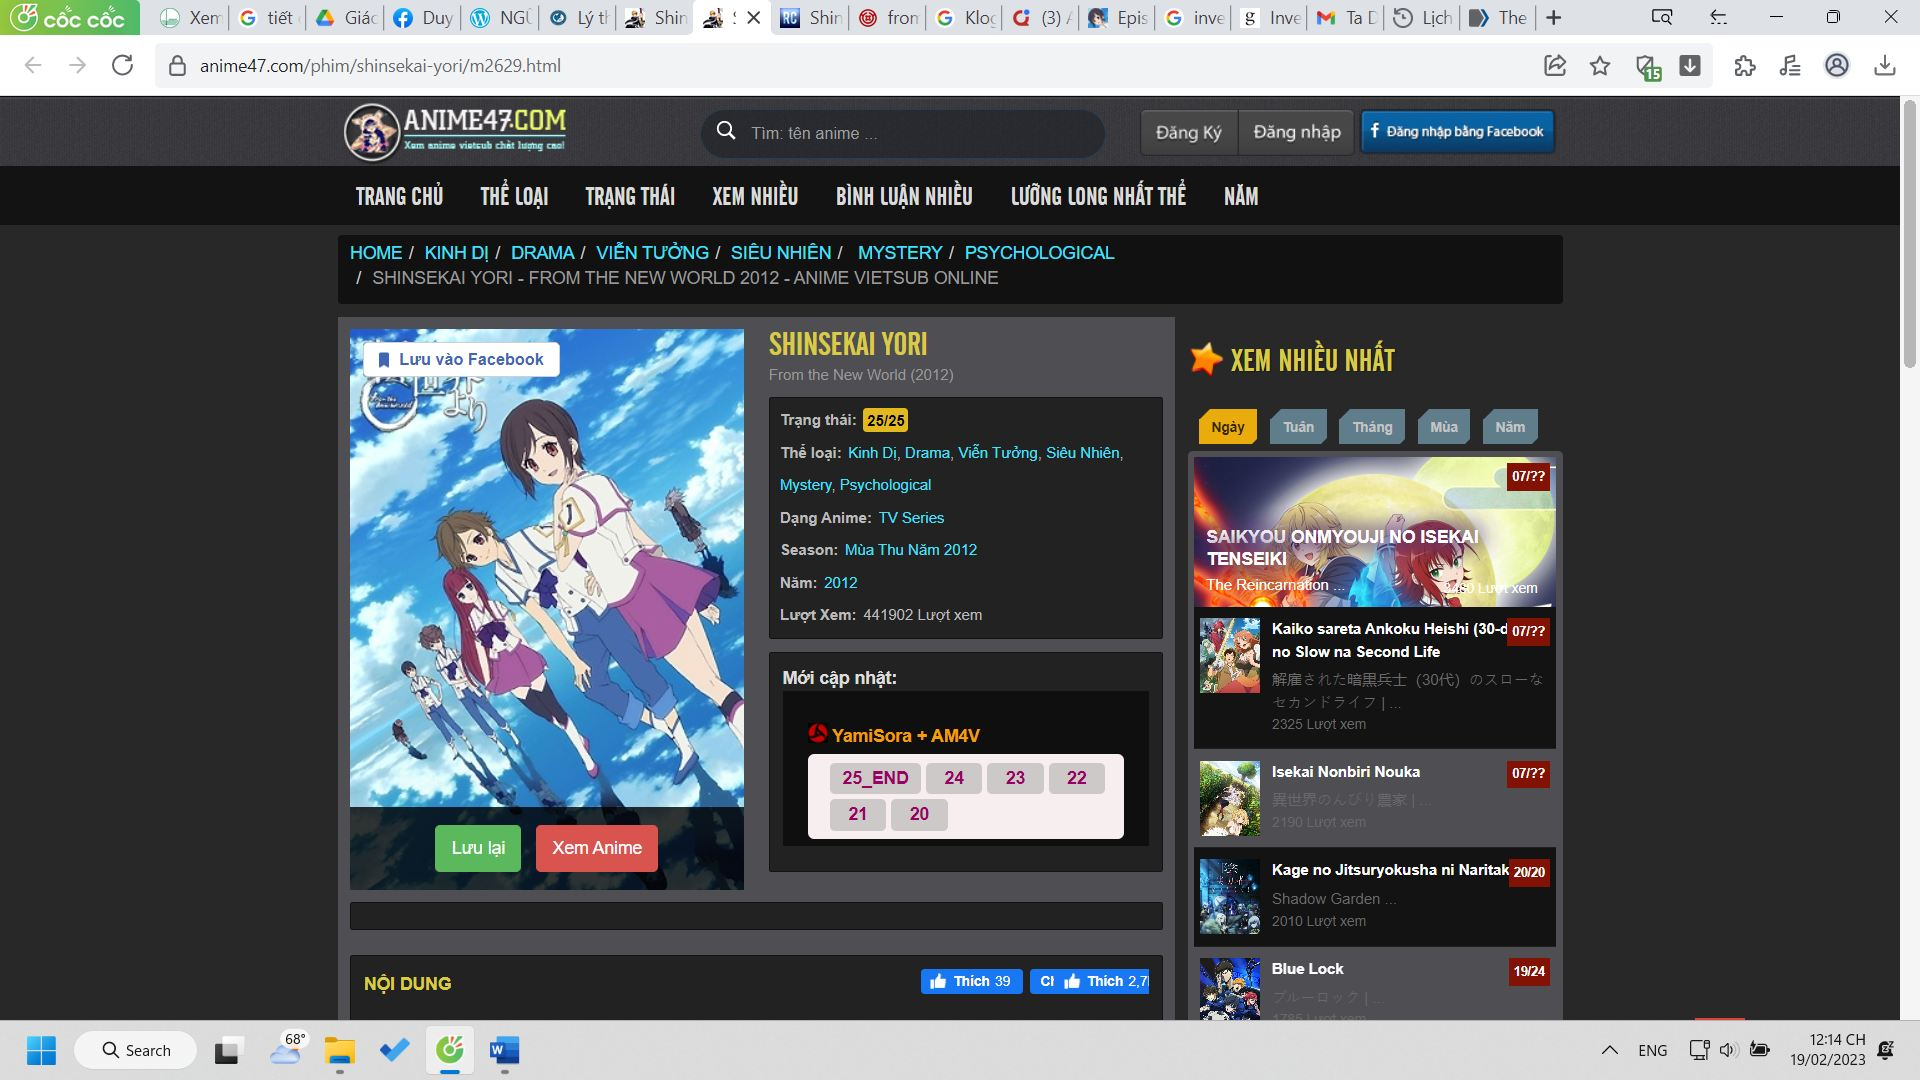 cốc cốc
Xem
tiết
Giác
Duy
NGỮ
Lý th
Shin
Shin
from
Klog
(3) A
Epis
inve
Inve
Ta D
Lịch
The
anime47.com/phim/shinsekai-yori/m2629.html
15
ANIME47.COM
Xem anime vietsub chất lượng cao!
Tìm: tên anime ...
Đăng Ký
Đăng nhập
Đăng nhập bằng Facebook
TRANG CHỦ THỂ LOẠI TRẠNG THÁI XEM NHIỀU BÌNH LUẬN NHIỀU LƯỠNG LONG NHẤT THỂ NĂM
HOME / KINH DỊ / DRAMA / VIỄN TƯỞNG / SIÊU NHIÊN / MYSTERY / PSYCHOLOGICAL
/ SHINSEKAI YORI - FROM THE NEW WORLD 2012 - ANIME VIETSUB ONLINE
Lưu vào Facebook
Lưu lại
Xem Anime
SHINSEKAI YORI
From the New World (2012)
Trạng thái: 25/25
Thể loại: Kinh Dị, Drama, Viễn Tưởng, Siêu Nhiên,
Mystery, Psychological
Dạng Anime: TV Series
Season: Mùa Thu Năm 2012
Năm: 2012
Lượt Xem: 441902 Lượt xem
Mới cập nhật:
YamiSora + AM4V
25_END 24 23 22
21 20
NỘI DUNG
Thích 39
Thích 2,7
XEM NHIỀU NHẤT
Ngày Tuần Tháng Mùa Năm
07/??
SAIKYOU ONMYOUJI NO ISEKAI
TENSEIKI
The Reincarnation ...
Lượt xem
Kaiko sareta Ankoku Heishi (30-d
07/??
no Slow na Second Life
解雇された暗黒兵士（30代）のスローな
セカンドライフ | ...
2325 Lượt xem
Isekai Nonbiri Nouka
07/??
異世界のんびり農家 | ...
2190 Lượt xem
Kage no Jitsuryokusha ni Naritak
20/20
Shadow Garden ...
2010 Lượt xem
Blue Lock
19/24
ブルーロック | ...
1785 Lượt xem
Search
68°
ENG
12:14 CH
19/02/2023